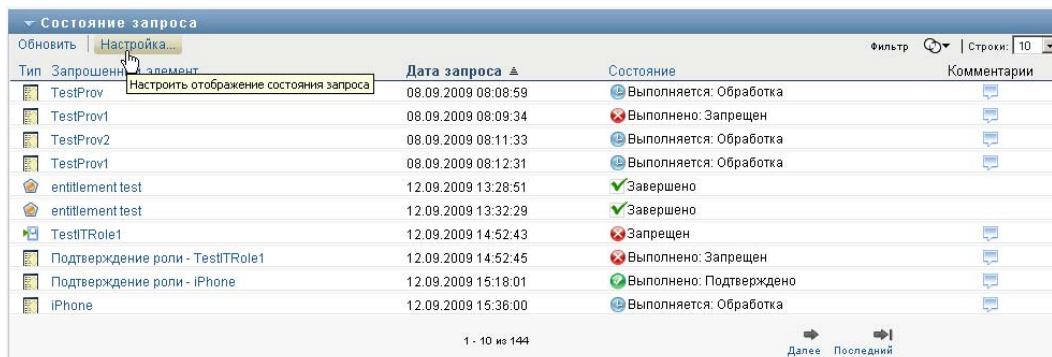 Состояние запроса
Обновить Настройка... Фильтр Строки: 10
Тип Запрошенный элемент Дата запроса Состояние Комментарии
Настроить отображение состояния запроса
TestProv 08.09.2009 08:08:59 Выполняется: Обработка
TestProv1 08.09.2009 08:09:34 Выполнено: Запрещен
TestProv2 08.09.2009 08:11:33 Выполняется: Обработка
TestProv1 08.09.2009 08:12:31 Выполняется: Обработка
entitlement test 12.09.2009 13:28:51 Завершено
entitlement test 12.09.2009 13:32:29 Завершено
TestITRole1 12.09.2009 14:52:43 Запрещен
Подтверждение роли - TestITRole1 12.09.2009 14:52:45 Выполнено: Запрещен
Подтверждение роли - iPhone 12.09.2009 15:18:01 Выполнено: Подтверждено
iPhone 12.09.2009 15:36:00 Выполняется: Обработка
1 - 10 из 144
Далее Последний